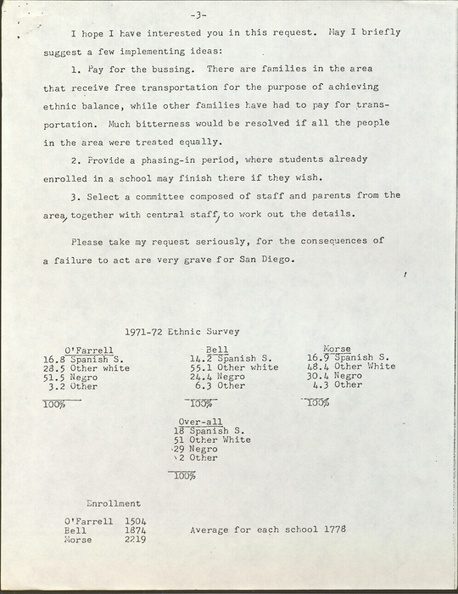 -3-
I hope I have interested you in this request. May I briefly
suggest a few implementing ideas:
1. Pay for the bussing. There are families in the area
that receive free transportation for the purpose of achieving
ethnic balance, while other families have had to pay for trans-
portation. Much bitterness would be resolved if all the people
in the area were treated equally.
2. Provide a phasing-in period, where students already
enrolled in a school may finish there if they wish.
3. Select a committee composed of staff and parents from the
area, together with central staff, to work out the details.
Please take my request seriously, for the consequences of
a failure to act are very grave for San Diego.
1971-72 Ethnic Survey
O'Farrell
16.8 Spanish S.
28.5 Other white
51.5 Negro
3.2 Other
100%
Bell
14.2 Spanish S.
55.1 Other white
24.4 Negro
6.3 Other
100%
Morse
16.9 Spanish S.
48.4 Other White
30.4 Negro
4.3 Other
100%
Over-all
18 Spanish S.
51 Other White
29 Negro
2 Other
100%
Enrollment
O'Farrell 1504
Bell 1874
Morse 2219
Average for each school 1778